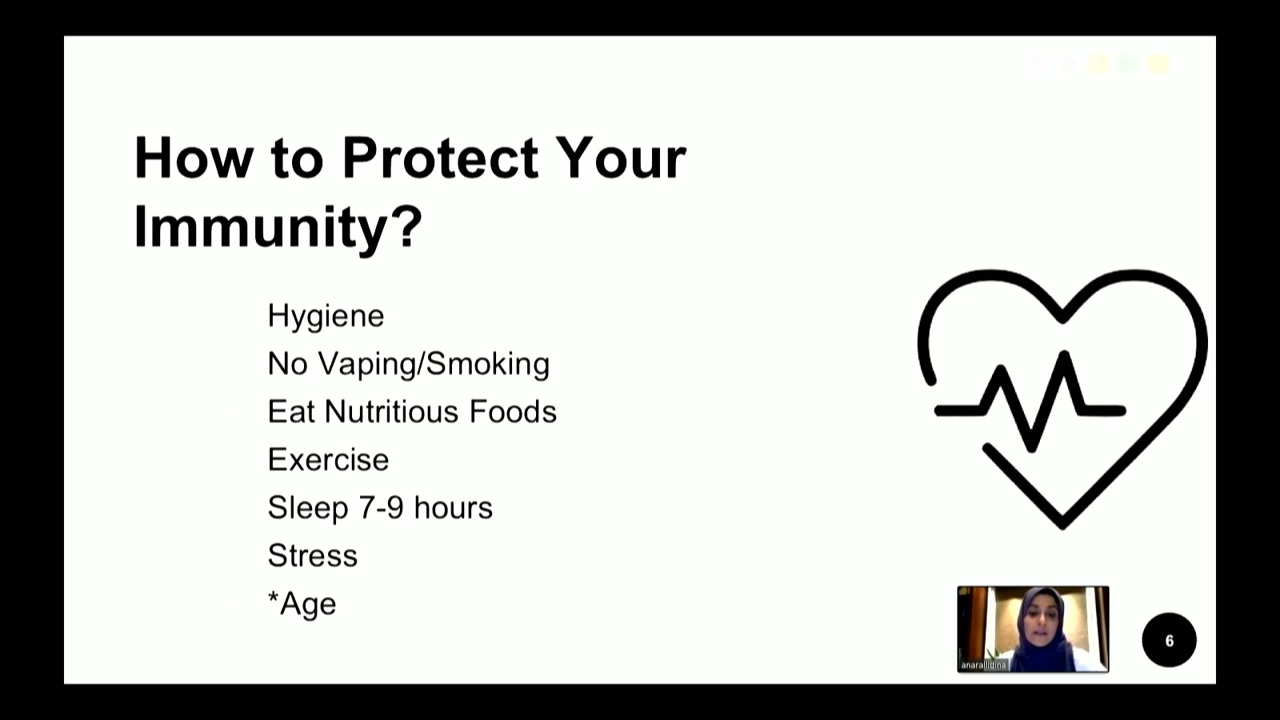 How to Protect Your
Immunity?
Hygiene
No Vaping/Smoking
Eat Nutritious Foods
Exercise
Sleep 7-9 hours
Stress
*Age
anarallidina
6